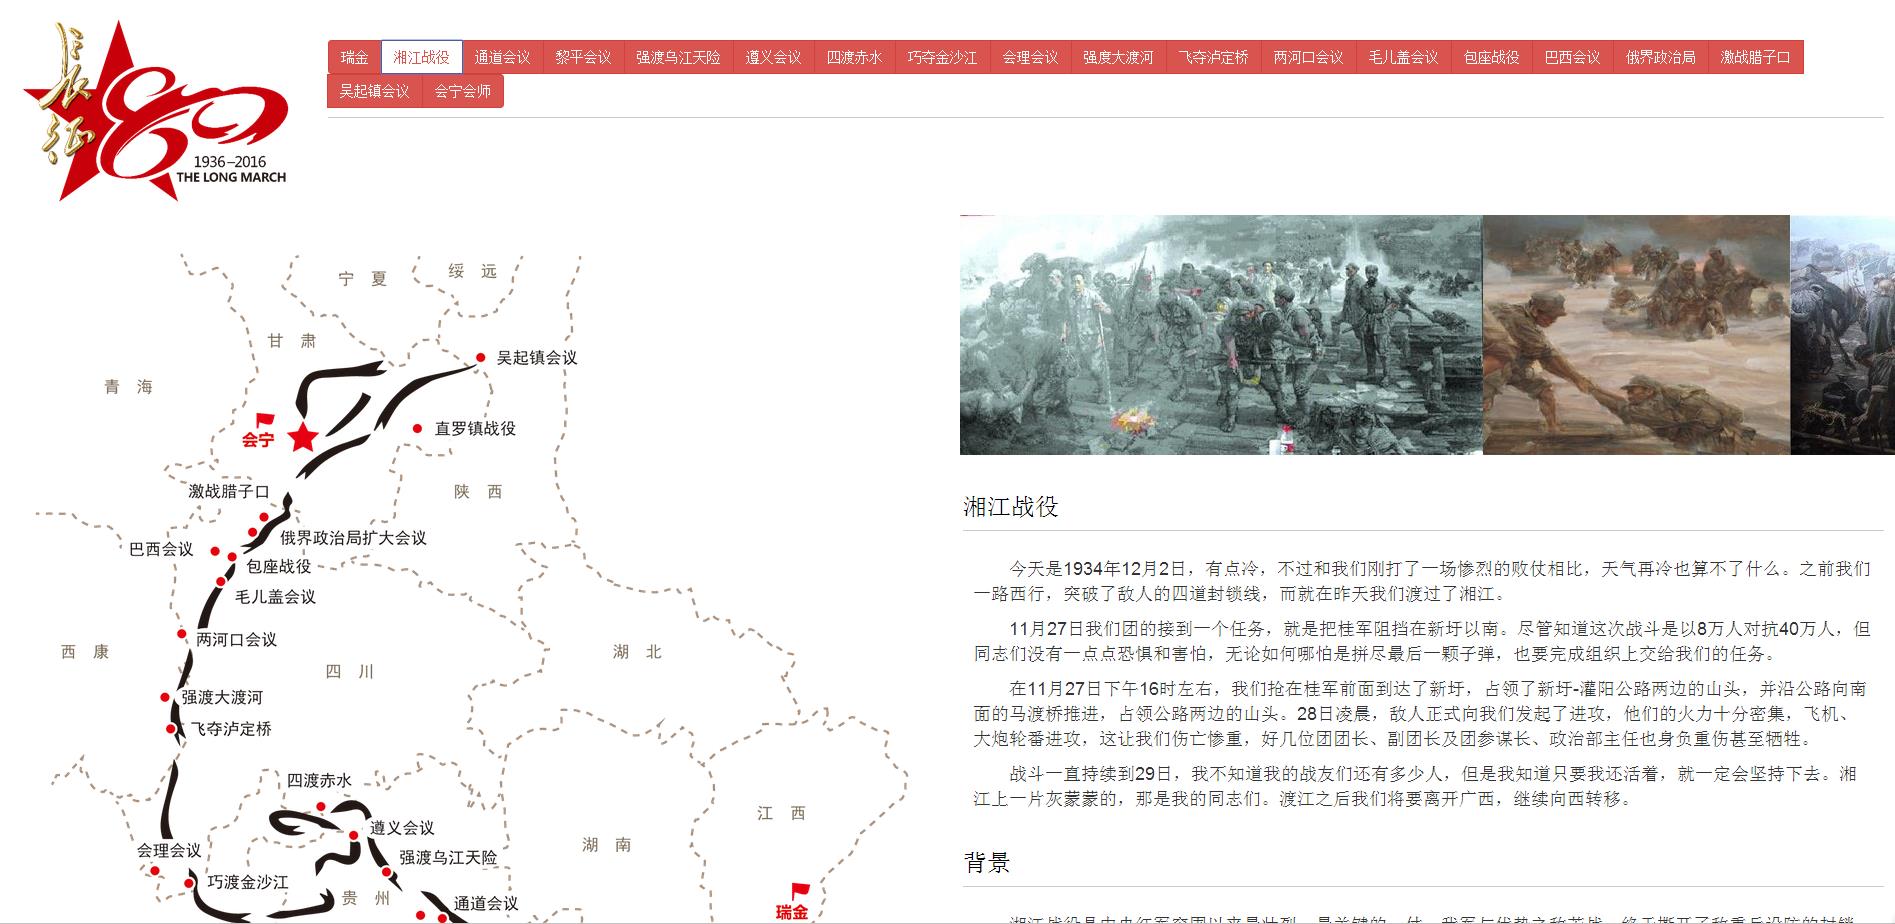 长征
1936–2016
THE LONG MARCH
瑞金 湘江战役 通道会议 黎平会议 强渡乌江天险 遵义会议 四渡赤水 巧夺金沙江 会理会议 强度大渡河 飞夺泸定桥 两河口会议 毛儿盖会议 包座战役 巴西会议 俄界政治局 激战腊子口
吴起镇会议 会宁会师
宁 夏
绥 远
甘 肃
吴起镇会议
青 海
会宁
直罗镇战役
陕 西
激战腊子口
俄界政治局扩大会议
巴西会议
包座战役
毛儿盖会议
两河口会议
西 康
四 川
湖 北
强渡大渡河
飞夺泸定桥
四渡赤水
江 西
遵义会议
湖 南
会理会议
强渡乌江天险
巧渡金沙江
贵 州
通道会议
瑞金
湘江战役
今天是1934年12月2日，有点冷，不过和我们刚打了一场惨烈的败仗相比，天气再冷也算不了什么。之前我们
一路西行，突破了敌人的四道封锁线，而就在昨天我们渡过了湘江。
11月27日我们团的接到一个任务，就是把桂军阻挡在新圩以南。尽管知道这次战斗是以8万人对抗40万人，但
同志们没有一点点恐惧和害怕，无论如何哪怕是拼尽最后一颗子弹，也要完成组织上交给我们的任务。
在11月27日下午16时左右，我们抢在桂军前面到达了新圩，占领了新圩-灌阳公路两边的山头，并沿公路向南
面的马渡桥推进，占领公路两边的山头。28日凌晨，敌人正式向我们发起了进攻，他们的火力十分密集，飞机、
大炮轮番进攻，这让我们伤亡惨重，好几位团团长、副团长及团参谋长、政治部主任也身负重伤甚至牺牲。
战斗一直持续到29日，我不知道我的战友们还有多少人，但是我知道只要我还活着，就一定会坚持下去。湘
江上一片灰蒙蒙的，那是我的同志们。渡江之后我们将要离开广西，继续向西转移。
背景